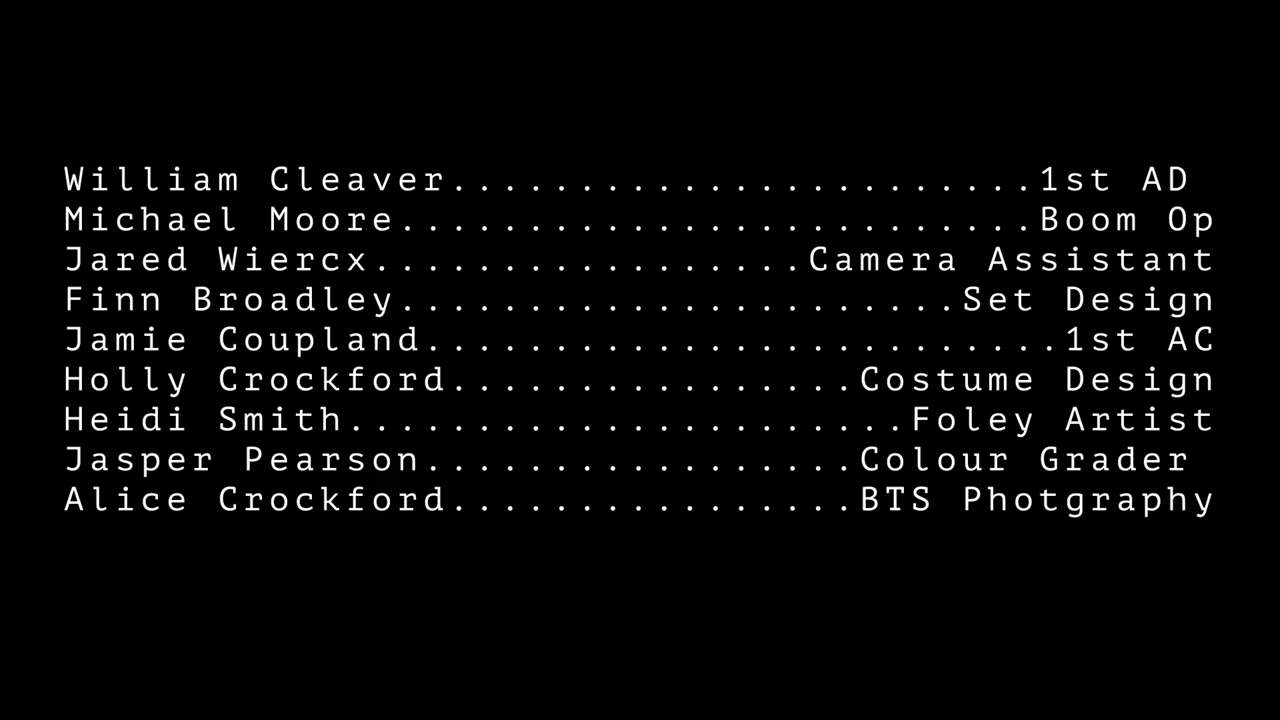 William Cleaver.......................1st AD
Michael Moore.........................Boom Op
Jared Wiercx.................Camera Assistant
Finn Broadley......................Set Design
Jamie Coupland.........................1st AC
Holly Crockford................Costume Design
Heidi Smith......................Foley Artist
Jasper Pearson.................Colour Grader
Alice Crockford................BTS Photgraphy